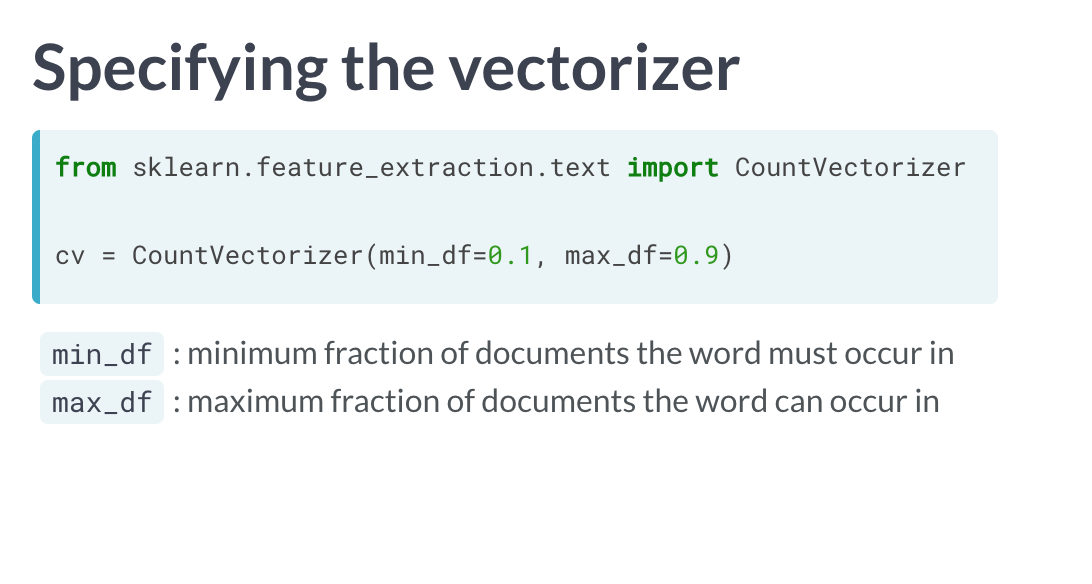 Specifying the vectorizer
from sklearn.feature_extraction.text import CountVectorizer
cv = CountVectorizer(min_df=0.1, max_df=0.9)
min_df : minimum fraction of documents the word must occur in
max_df : maximum fraction of documents the word can occur in